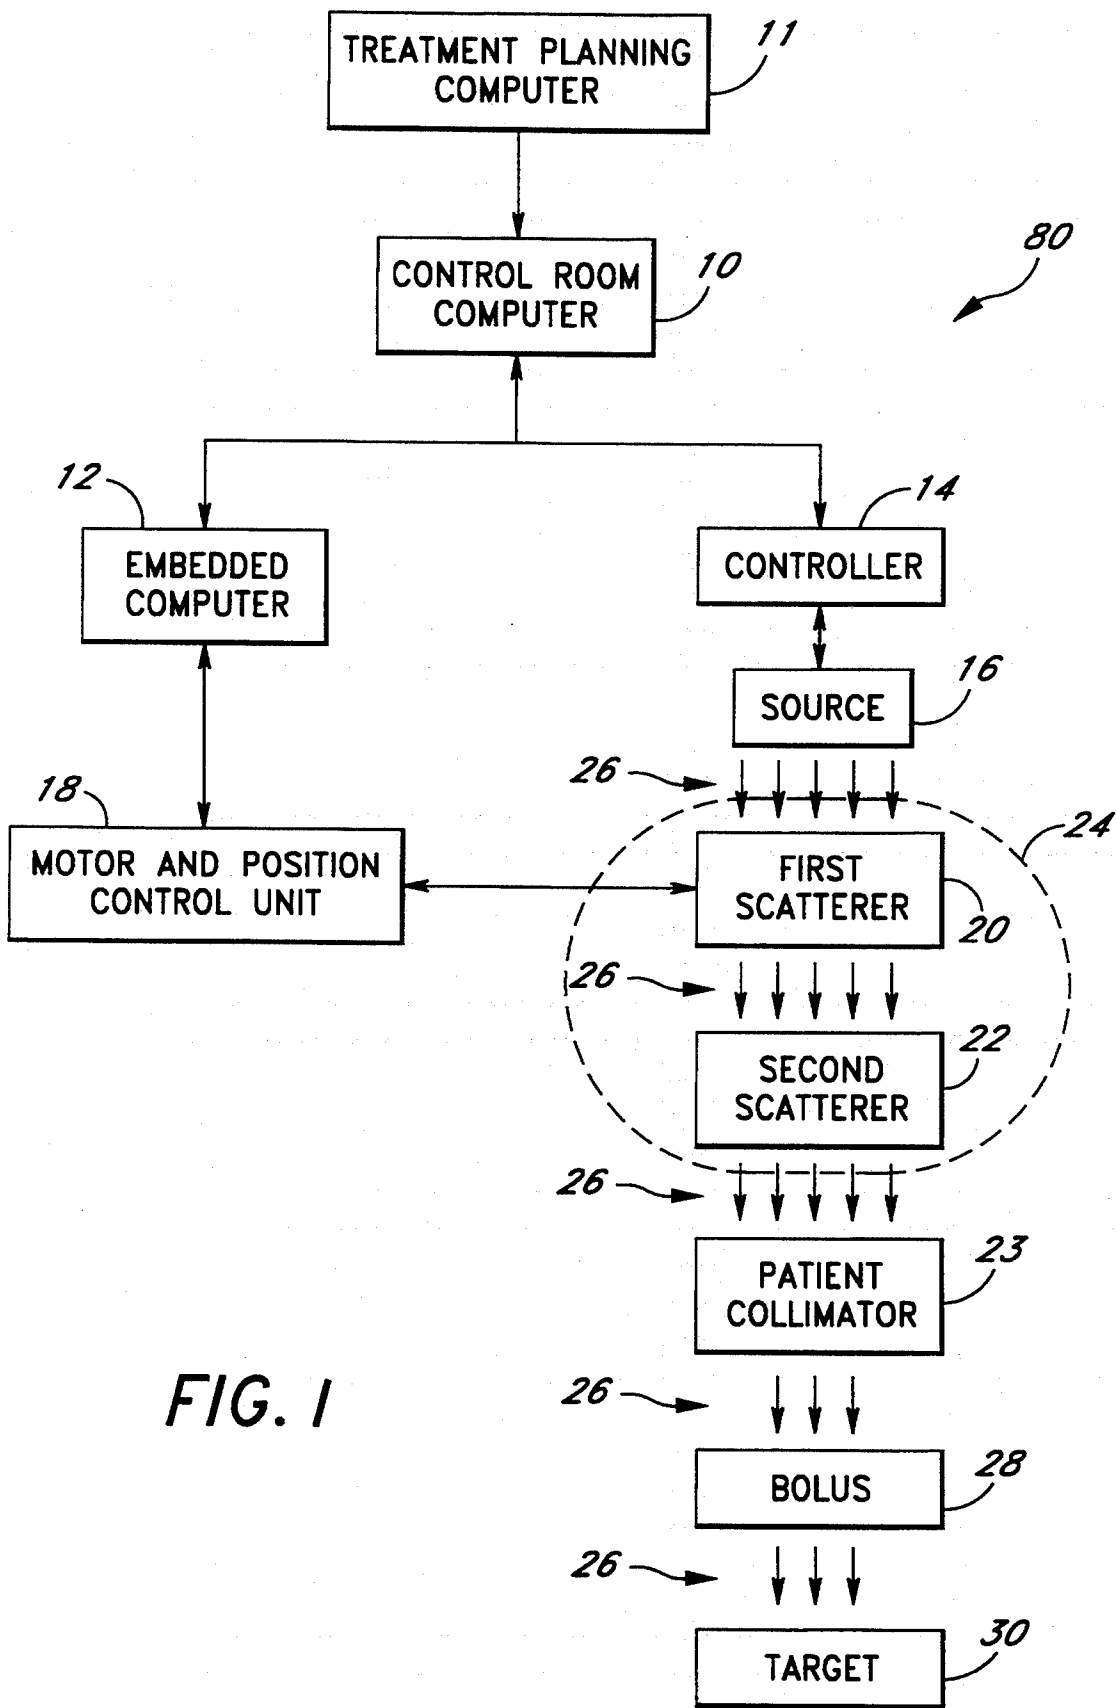 TREATMENT PLANNING
COMPUTER
11
CONTROL ROOM
COMPUTER
10
80
12
EMBEDDED
COMPUTER
14
CONTROLLER
16
SOURCE
26
18
MOTOR AND POSITION
CONTROL UNIT
24
FIRST
SCATTERER
20
26
22
SECOND
SCATTERER
26
23
PATIENT
COLLIMATOR
FIG. 1
26
28
BOLUS
26
30
TARGET